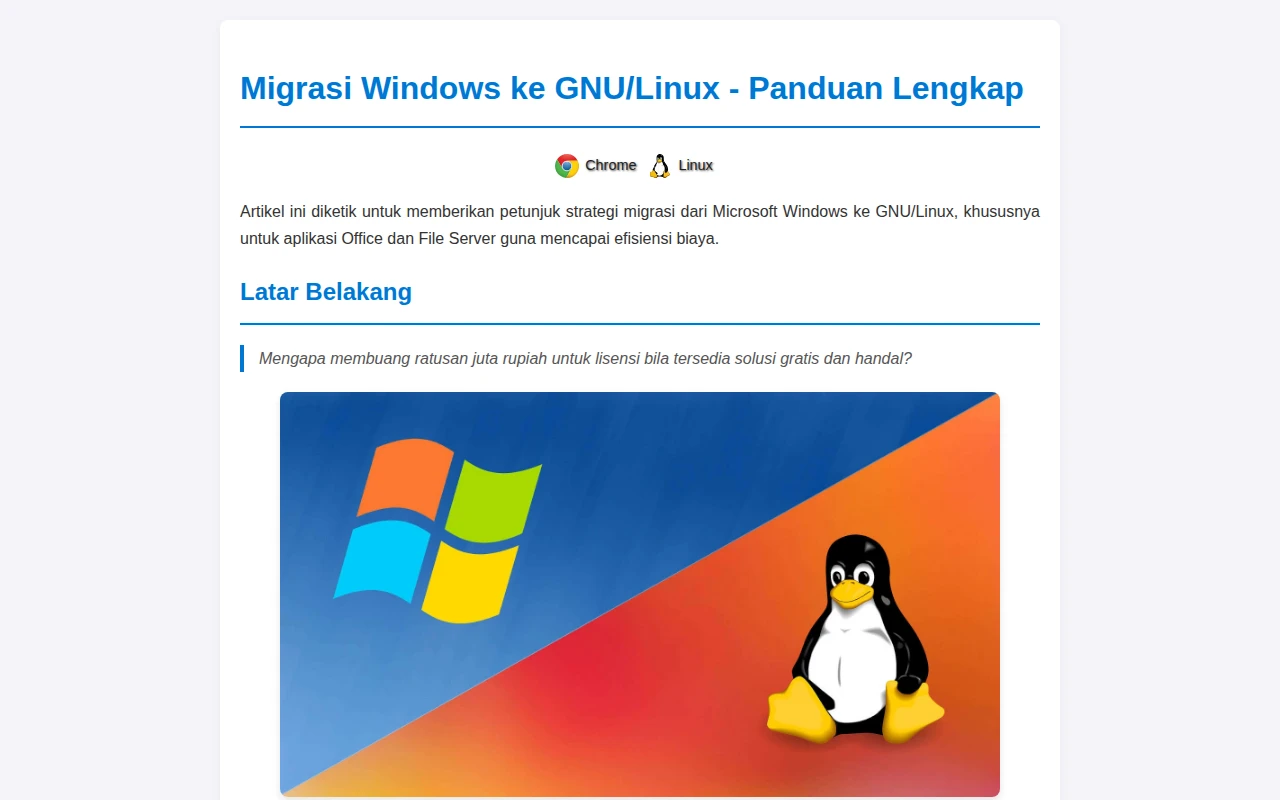 Migrasi Windows ke GNU/Linux - Panduan Lengkap
Chrome Linux
Artikel ini diketik untuk memberikan petunjuk strategi migrasi dari Microsoft Windows ke GNU/Linux, khususnya
untuk aplikasi Office dan File Server guna mencapai efisiensi biaya.
Latar Belakang
Mengapa membuang ratusan juta rupiah untuk lisensi bila tersedia solusi gratis dan handal?